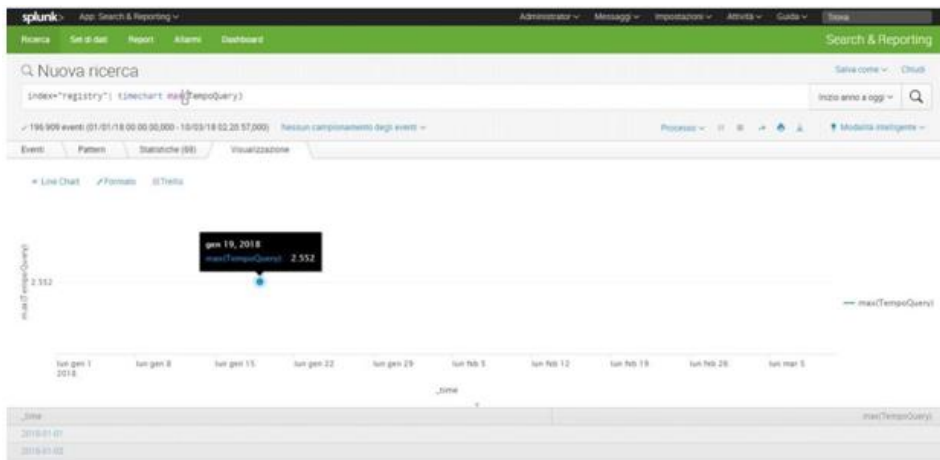 splunk> App: Search & Reporting Administrator Messaggi Impostazioni Attività Guida Trova
Ricerca Set di dati Report Allarmi Dashboard Search & Reporting
Nuova ricerca Salva come Chiudi
index="registry"| timechart max(TempoQuery) Inizio anno a oggi
196.909 eventi (01/01/18 00.00.00,000 - 10/03/18 02.20.57,000) Nessun campionamento degli eventi Processo Modalità intelligente
Eventi Pattern Statistiche (69) Visualizzazione
Line Chart Formato Trellis
gen 19, 2018
max(TempoQuery): 2.552
max(TempoQuery)
2.552
max(TempoQuery)
lun gen 1 lun gen 8 lun gen 15 lun gen 22 lun gen 29 lun feb 5 lun feb 12 lun feb 19 lun feb 26 lun mar 5
2018
_time
_time max(TempoQuery)
2018-01-01
2018-01-02